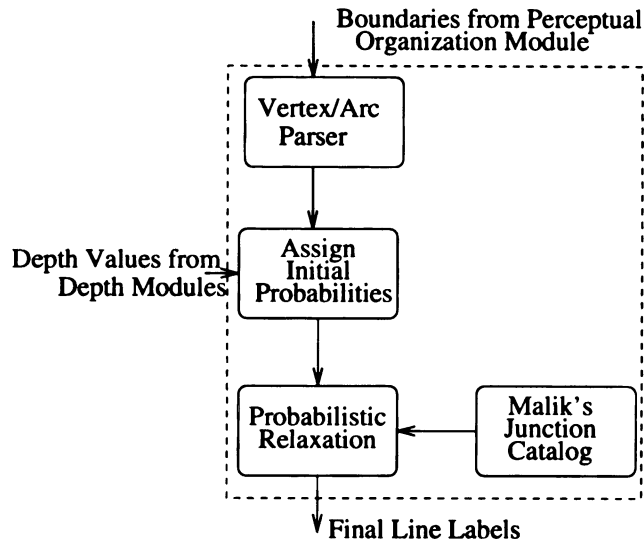 Boundaries from Perceptual
Organization Module
Vertex/Arc
Parser
Depth Values from
Depth Modules
Assign
Initial
Probabilities
Probabilistic
Relaxation
Malik's
Junction
Catalog
Final Line Labels